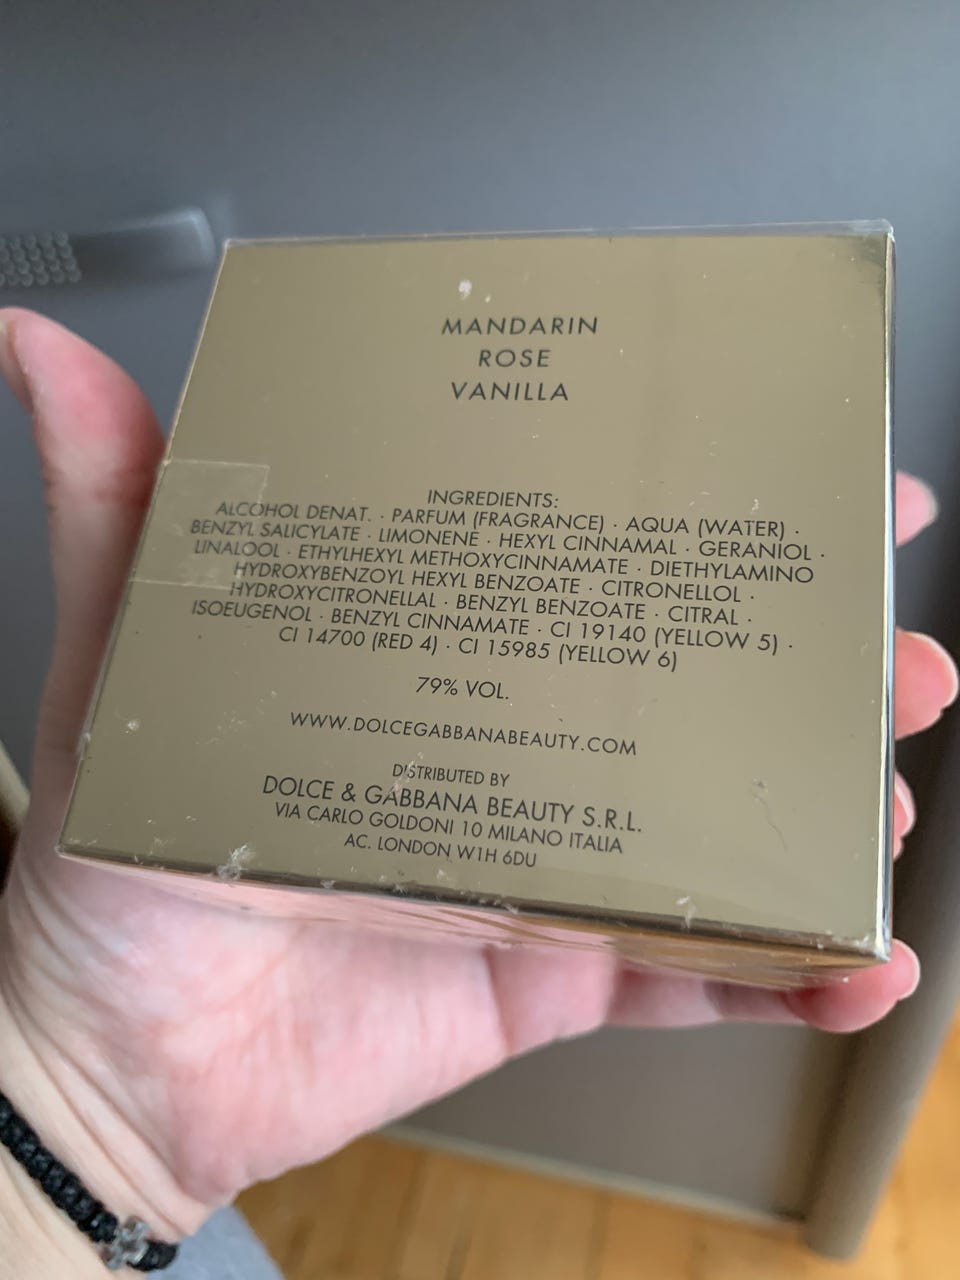 MANDARIN
ROSE
VANILLA
INGREDIENTS:
ALCOHOL DENAT. · PARFUM (FRAGRANCE) · AQUA (WATER) ·
BENZYL SALICYLATE · LIMONENE · HEXYL CINNAMAL · GERANIOL ·
LINALOOL · ETHYLHEXYL METHOXYCINNAMATE · DIETHYLAMINO
HYDROXYBENZOYL HEXYL BENZOATE · CITRONELLOL ·
HYDROXYCITRONELLAL · BENZYL BENZOATE · CITRAL ·
ISOEUGENOL · BENZYL CINNAMATE · CI 19140 (YELLOW 5) ·
CI 14700 (RED 4) · CI 15985 (YELLOW 6)
79% VOL.
WWW.DOLCEGABBANABEAUTY.COM
DISTRIBUTED BY
DOLCE & GABBANA BEAUTY S.R.L.
VIA CARLO GOLDONI 10 MILANO ITALIA
AC. LONDON W1H 6DU